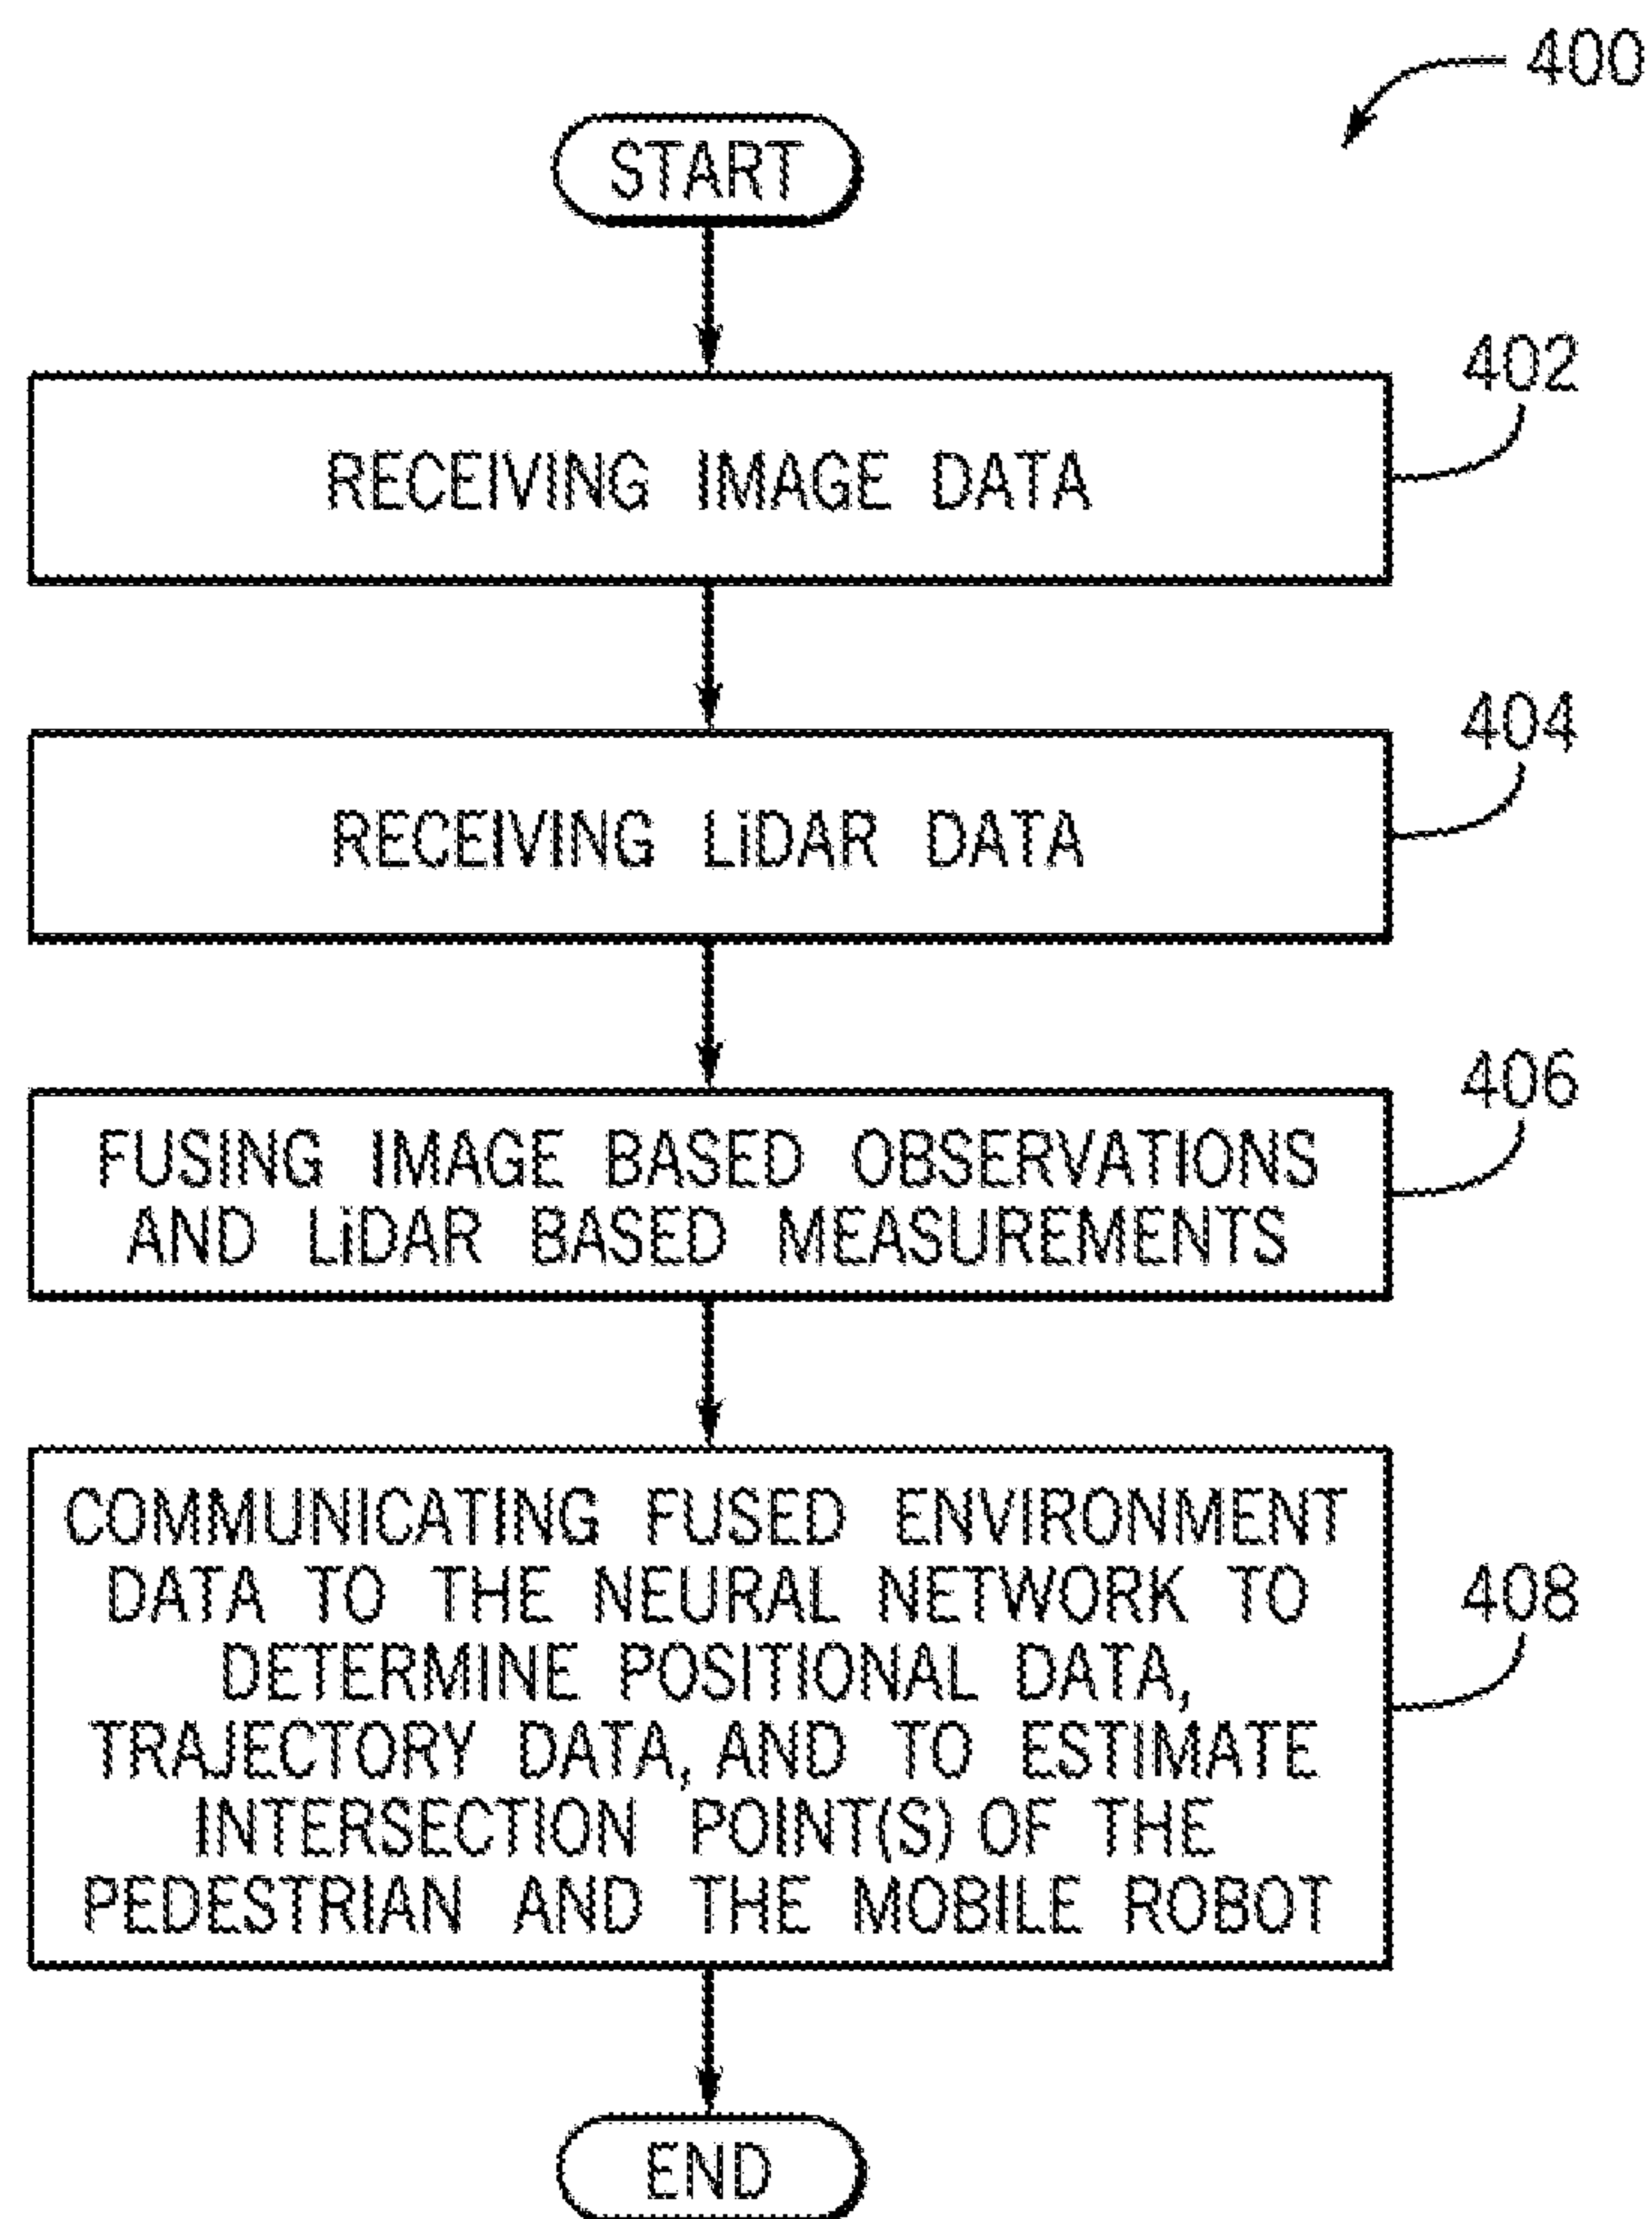 400
START
402
RECEIVING IMAGE DATA
404
RECEIVING LiDAR DATA
406
FUSING IMAGE BASED OBSERVATIONS
AND LiDAR BASED MEASUREMENTS
COMMUNICATING FUSED ENVIRONMENT
DATA TO THE NEURAL NETWORK TO
408
DETERMINE POSITIONAL DATA,
TRAJECTORY DATA, AND TO ESTIMATE
INTERSECTION POINT(S) OF THE
PEDESTRIAN AND THE MOBILE ROBOT
END